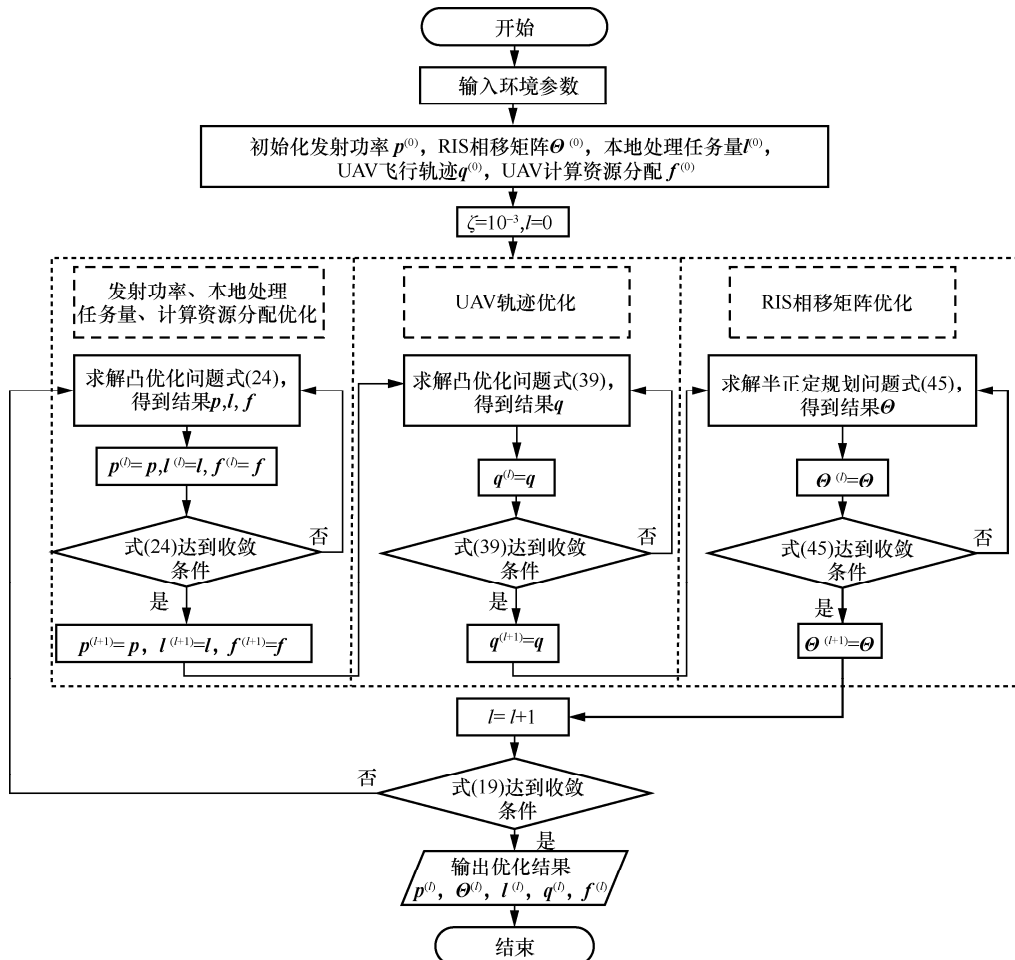 开始
输入环境参数
初始化发射功率 p⁽⁰⁾，RIS相移矩阵Θ⁽⁰⁾，本地处理任务量l⁽⁰⁾，
UAV飞行轨迹q⁽⁰⁾，UAV计算资源分配 f⁽⁰⁾
ζ=10⁻³,l=0
发射功率、本地处理
任务量、计算资源分配优化
求解凸优化问题式(24)，
得到结果p,l, f
p⁽ˡ⁾= p,l⁽ˡ⁾=l, f⁽ˡ⁾= f
式(24)达到收敛
条件
否
是
p⁽ˡ⁺¹⁾= p，l⁽ˡ⁺¹⁾=l，f⁽ˡ⁺¹⁾=f
UAV轨迹优化
求解凸优化问题式(39)，
得到结果q
q⁽ˡ⁾=q
式(39)达到收敛
条件
否
是
q⁽ˡ⁺¹⁾=q
RIS相移矩阵优化
求解半正定规划问题式(45)，
得到结果Θ
Θ⁽ˡ⁾=Θ
式(45)达到收敛
条件
否
是
Θ⁽ˡ⁺¹⁾=Θ
l= l+1
式(19)达到收敛
条件
否
是
输出优化结果
p⁽ˡ⁾，Θ⁽ˡ⁾，l⁽ˡ⁾，q⁽ˡ⁾，f⁽ˡ⁾
结束